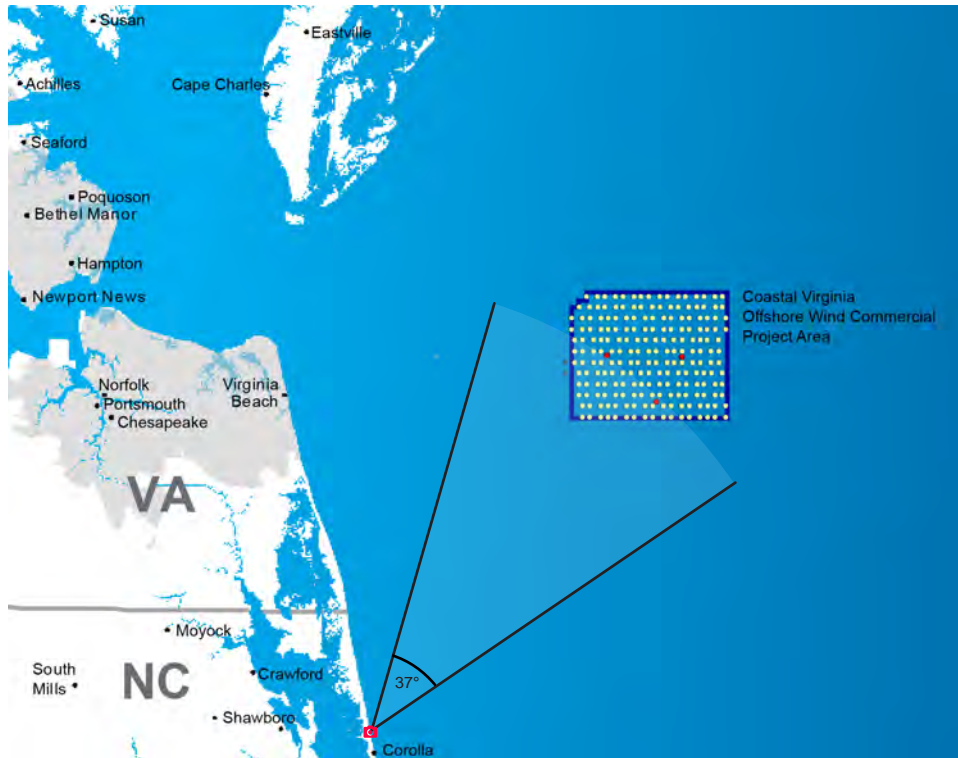 Susan
Eastville
Achilles
Cape Charles
Seaford
Poquoson
Bethel Manor
Hampton
Newport News
Coastal Virginia
Offshore Wind Commercial
Project Area
Norfolk
Virginia
Beach
Portsmouth
Chesapeake
VA
Moyock
South
Mills
NC
Crawford
37°
Shawboro
Corolla